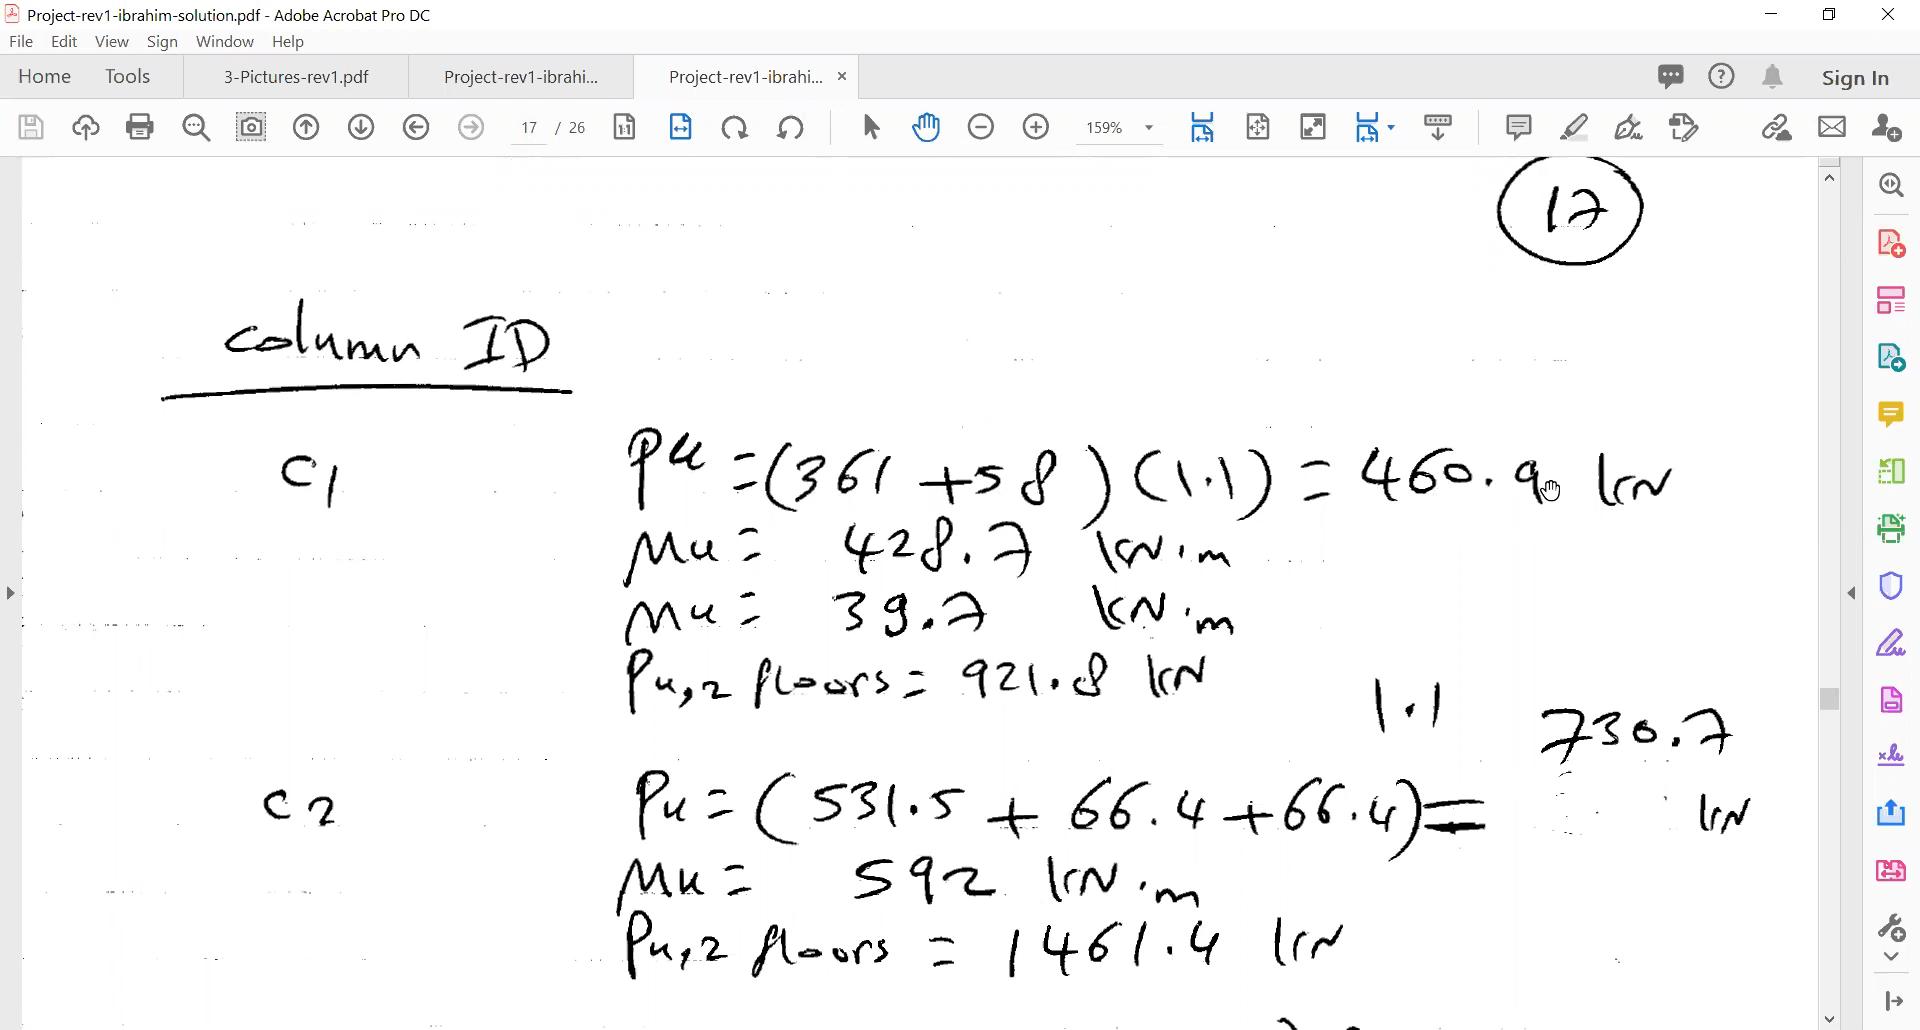 Project-rev1-ibrahim-solution.pdf - Adobe Acrobat Pro DC
File Edit View Sign Window Help
Home Tools 3-Pictures-rev1.pdf Project-rev1-ibrahi... Project-rev1-ibrahi... × Sign In
17 / 26 159%
17
Column ID
C1
Pu = (361 + 58) (1.1) = 460.9 kN
Mu = 428.7 kN.m
Mu = 39.7 kN.m
Pu,2 floors = 921.8 kN
1.1 730.7
C2
Pu = (531.5 + 66.4 + 66.4) = kN
Mu = 592 kN.m
Pu,2 floors = 1461.4 kN